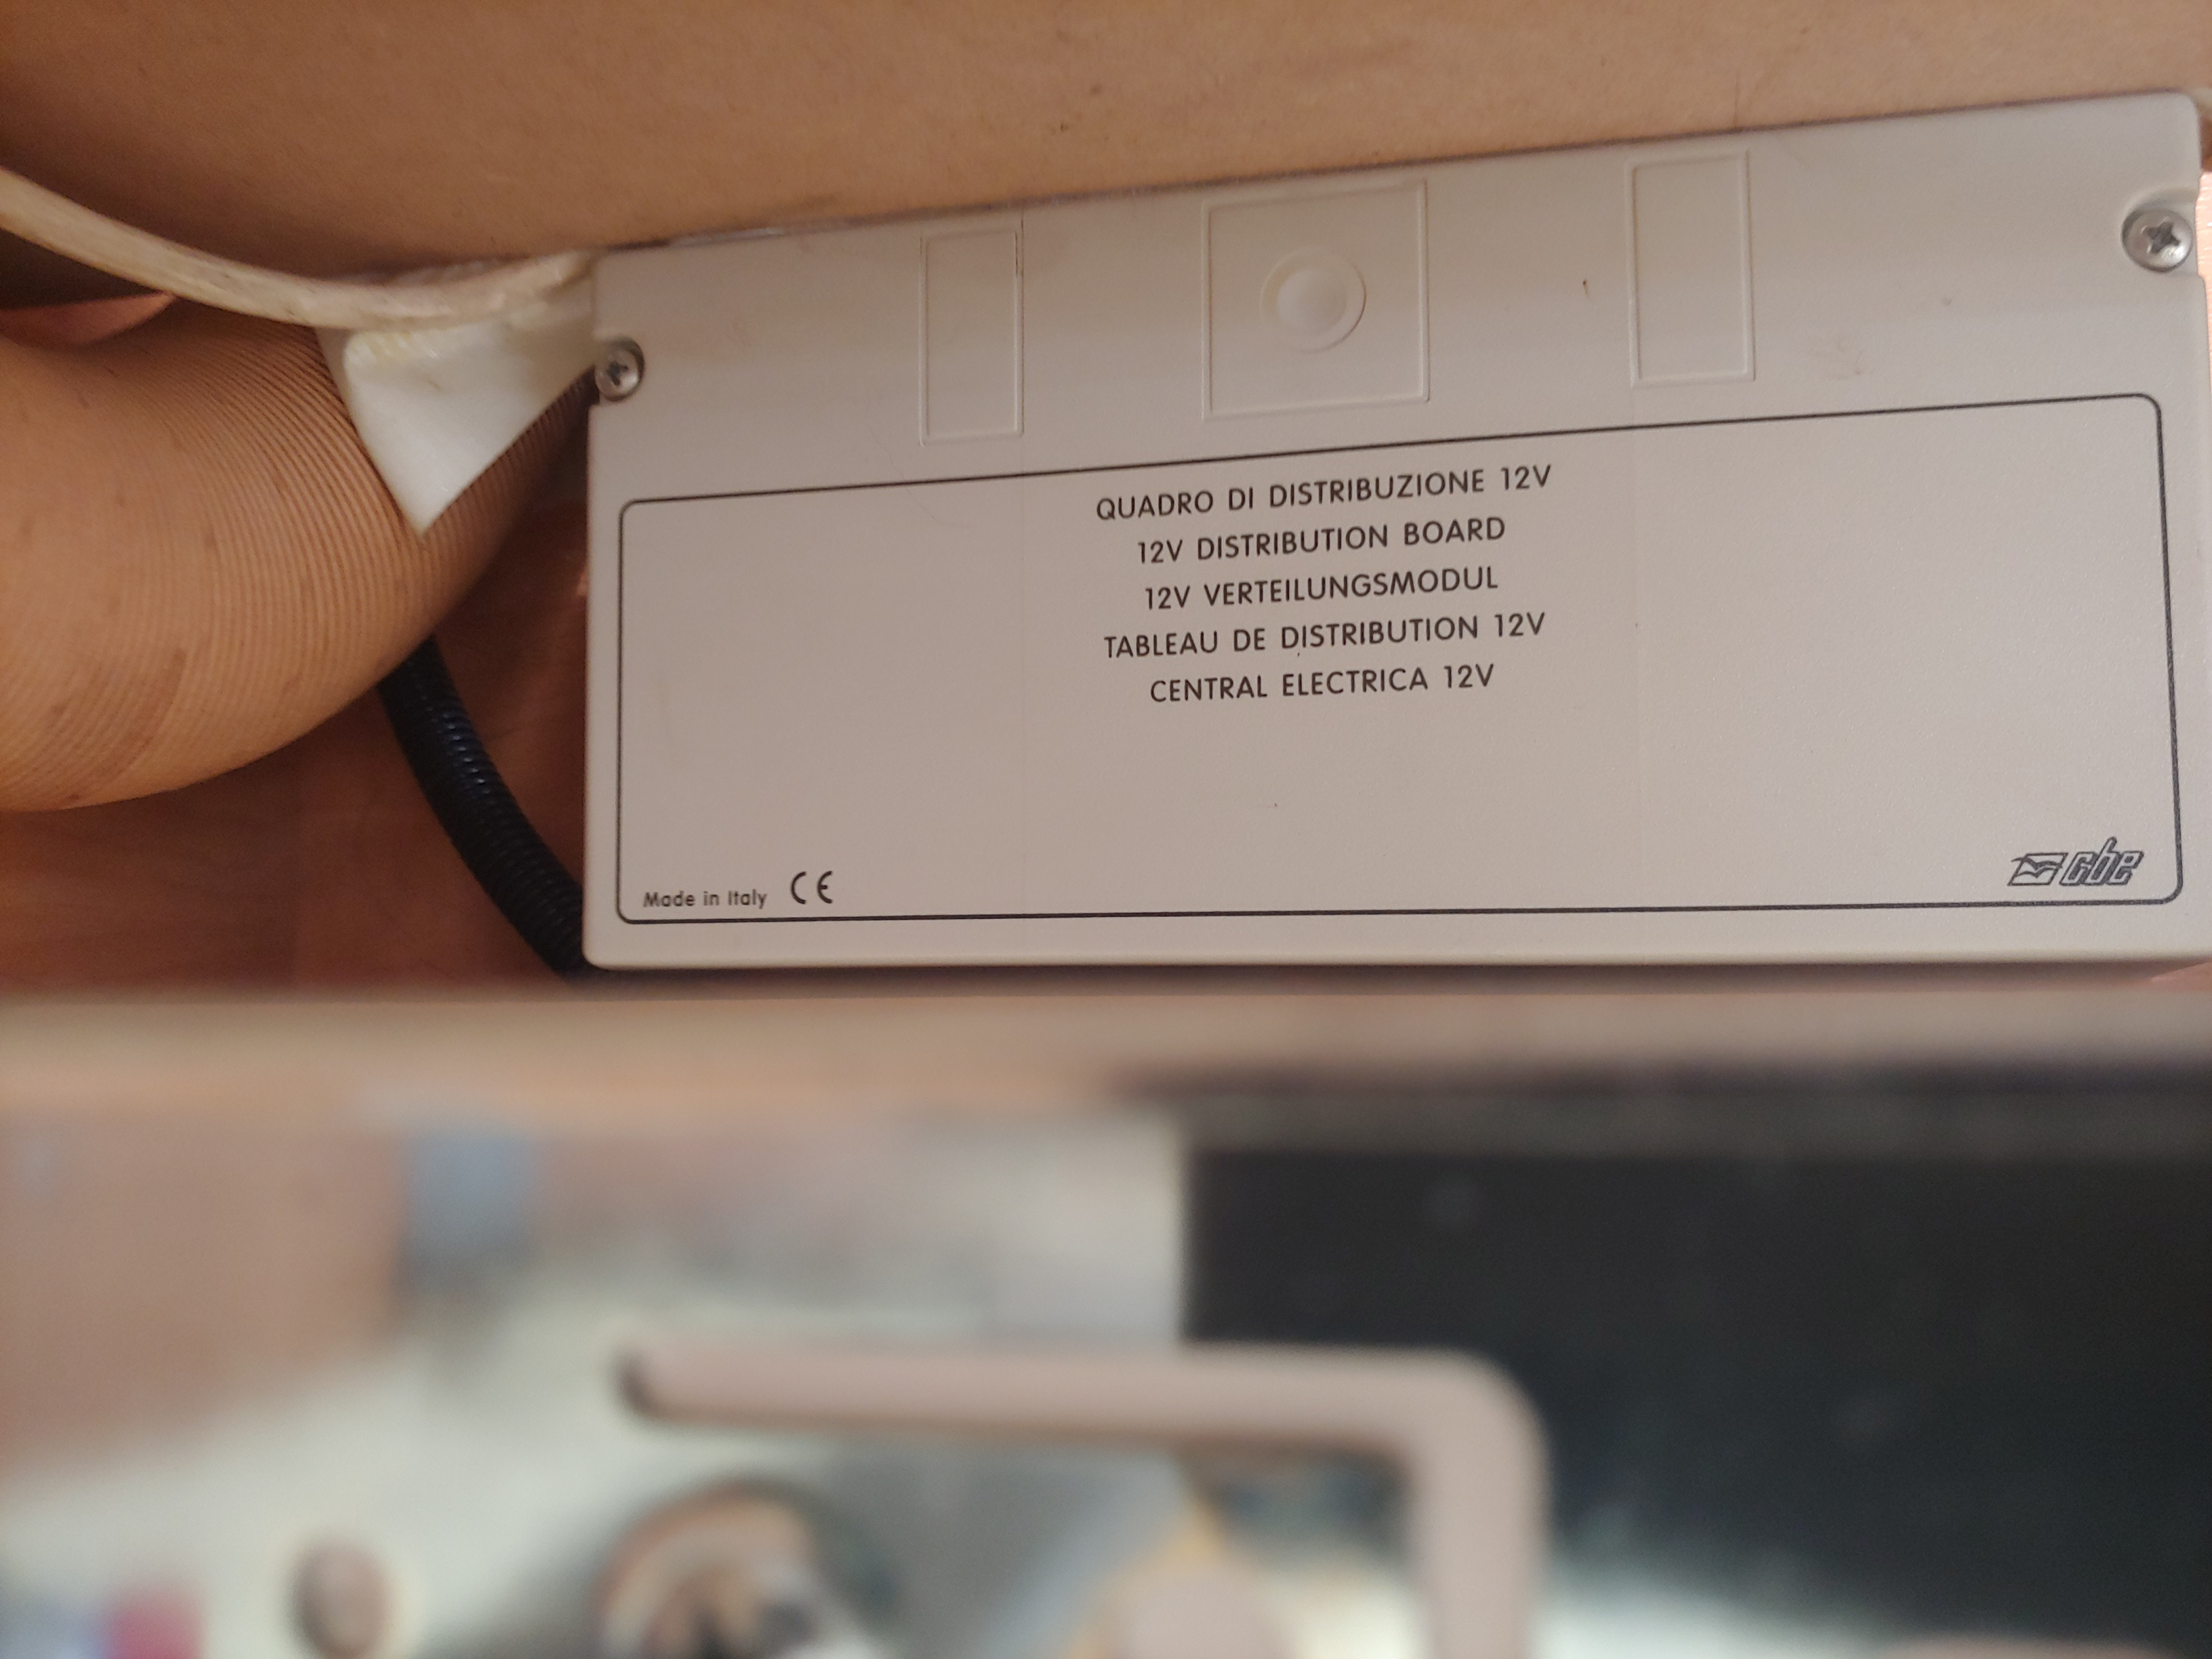 QUADRO DI DISTRIBUZIONE 12V
12V DISTRIBUTION BOARD
12V VERTEILUNGSMODUL
TABLEAU DE DISTRIBUTION 12V
CENTRAL ELECTRICA 12V
Made in Italy CE
cbe